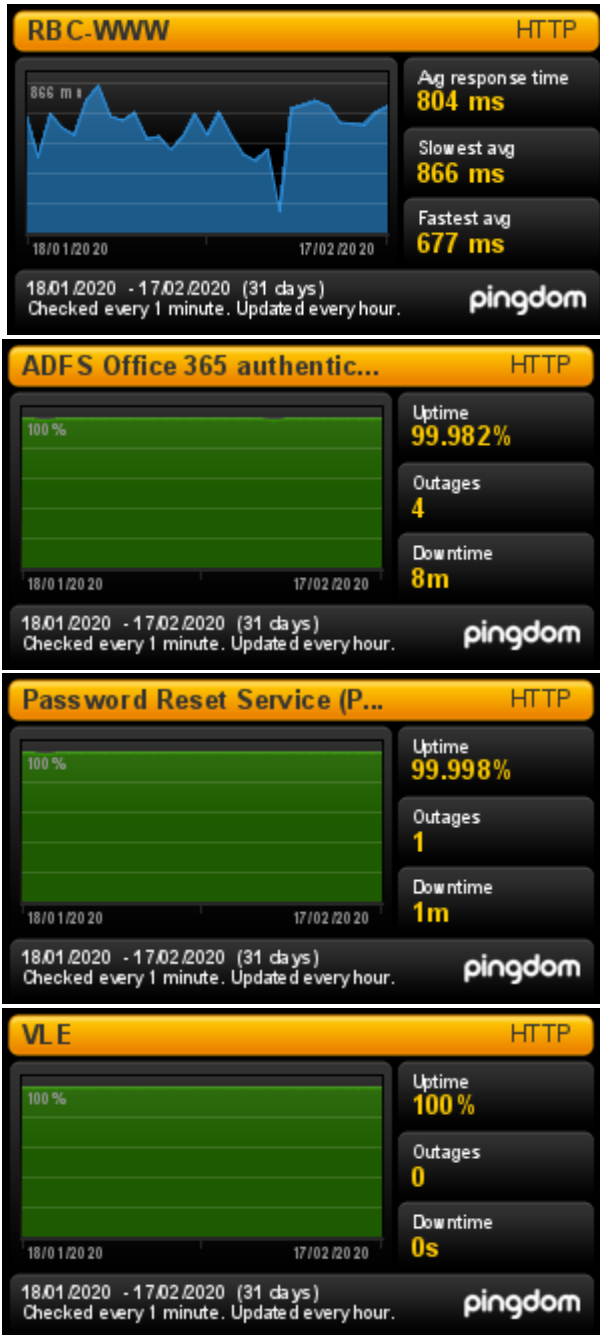 RBC-WWW HTTP
866 ms
Avg response time
804 ms
Slowest avg
866 ms
Fastest avg
677 ms
18/01/2020 17/02/2020
18/01/2020 - 17/02/2020 (31 days)
Checked every 1 minute. Updated every hour.
pingdom
ADFS Office 365 authentic... HTTP
100%
Uptime
99.982%
Outages
4
Downtime
8m
18/01/2020 17/02/2020
18/01/2020 - 17/02/2020 (31 days)
Checked every 1 minute. Updated every hour.
pingdom
Password Reset Service (P... HTTP
100%
Uptime
99.998%
Outages
1
Downtime
1m
18/01/2020 17/02/2020
18/01/2020 - 17/02/2020 (31 days)
Checked every 1 minute. Updated every hour.
pingdom
VLE HTTP
100%
Uptime
100%
Outages
0
Downtime
0s
18/01/2020 17/02/2020
18/01/2020 - 17/02/2020 (31 days)
Checked every 1 minute. Updated every hour.
pingdom